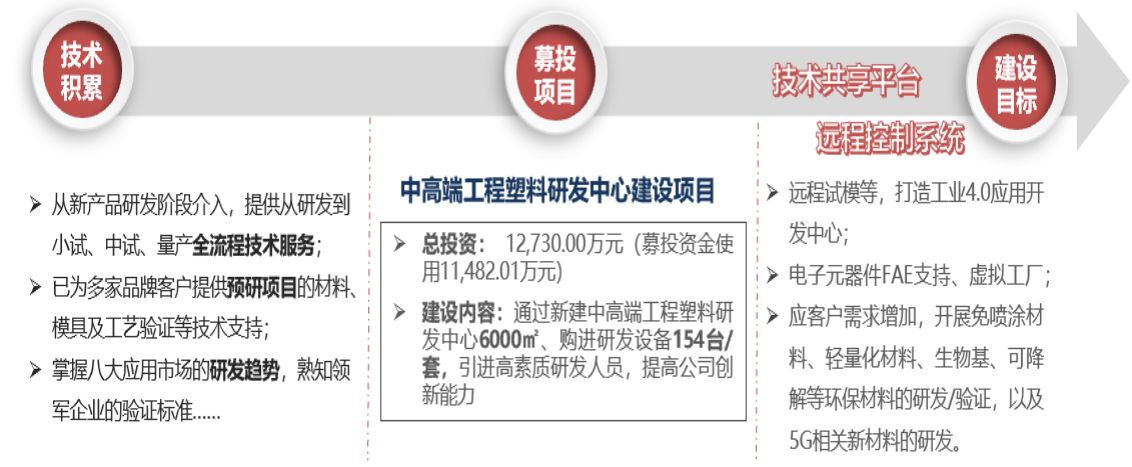 技术
积累
募投
项目
建设
目标
技术共享平台
远程控制系统
➢ 从新产品研发阶段介入，提供从研发到
小试、中试、量产全流程技术服务；
➢ 已为多家品牌客户提供预研项目的材料、
模具及工艺验证等技术支持；
➢ 掌握八大应用市场的研发趋势，熟知领
军企业的验证标准......
中高端工程塑料研发中心建设项目
➢ 总投资： 12,730.00万元（募投资金使
用11,482.01万元）
➢ 建设内容：通过新建中高端工程塑料研
发中心6000㎡、购进研发设备154台/
套，引进高素质研发人员，提高公司创
新能力
➢ 远程试模等，打造工业4.0应用开
发中心；
➢ 电子元器件FAE支持、虚拟工厂；
➢ 应客户需求增加，开展免喷涂材
料、轻量化材料、生物基、可降
解等环保材料的研发/验证，以及
5G相关新材料的研发。